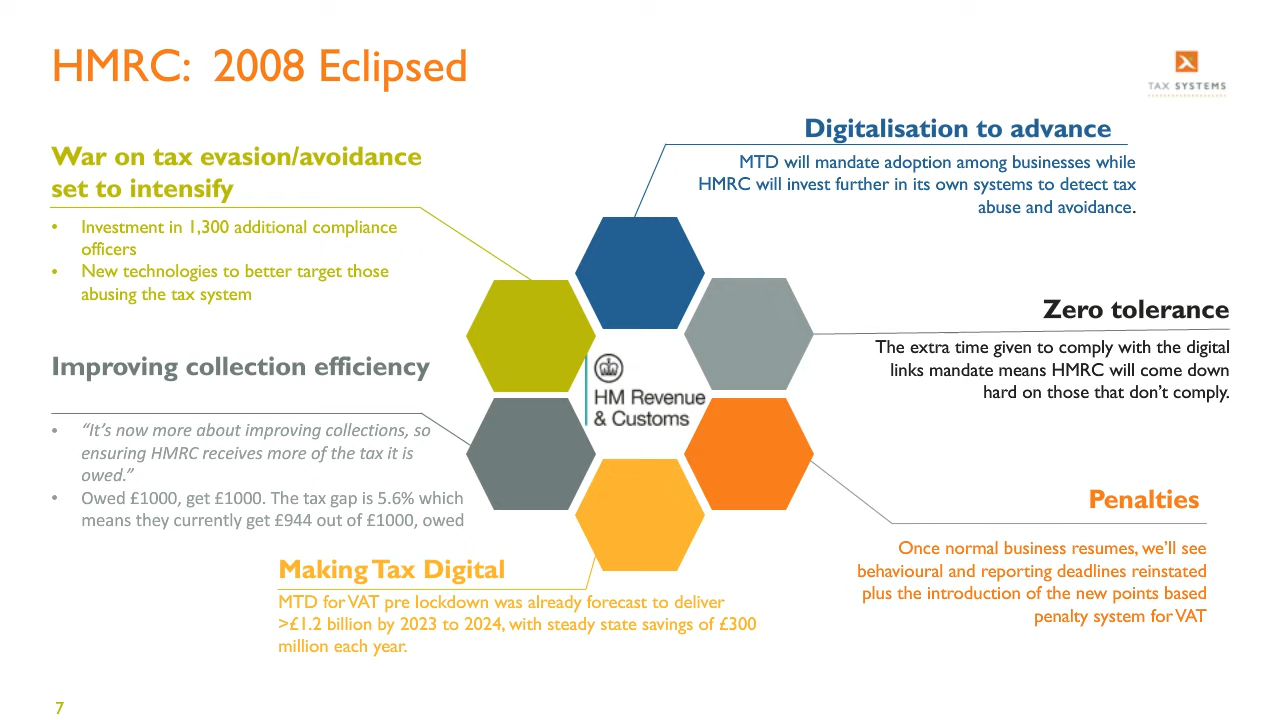 HMRC: 2008 Eclipsed
TAX SYSTEMS
War on tax evasion/avoidance
set to intensify
• Investment in 1,300 additional compliance
officers
• New technologies to better target those
abusing the tax system
Digitalisation to advance
MTD will mandate adoption among businesses while
HMRC will invest further in its own systems to detect tax
abuse and avoidance.
Zero tolerance
The extra time given to comply with the digital
links mandate means HMRC will come down
hard on those that don’t comply.
Improving collection efficiency
• “It’s now more about improving collections, so
ensuring HMRC receives more of the tax it is
owed.”
• Owed £1000, get £1000. The tax gap is 5.6% which
means they currently get £944 out of £1000, owed
HM Revenue
& Customs
Penalties
Once normal business resumes, we’ll see
behavioural and reporting deadlines reinstated
plus the introduction of the new points based
penalty system for VAT
Making Tax Digital
MTD for VAT pre lockdown was already forecast to deliver
>£1.2 billion by 2023 to 2024, with steady state savings of £300
million each year.
7